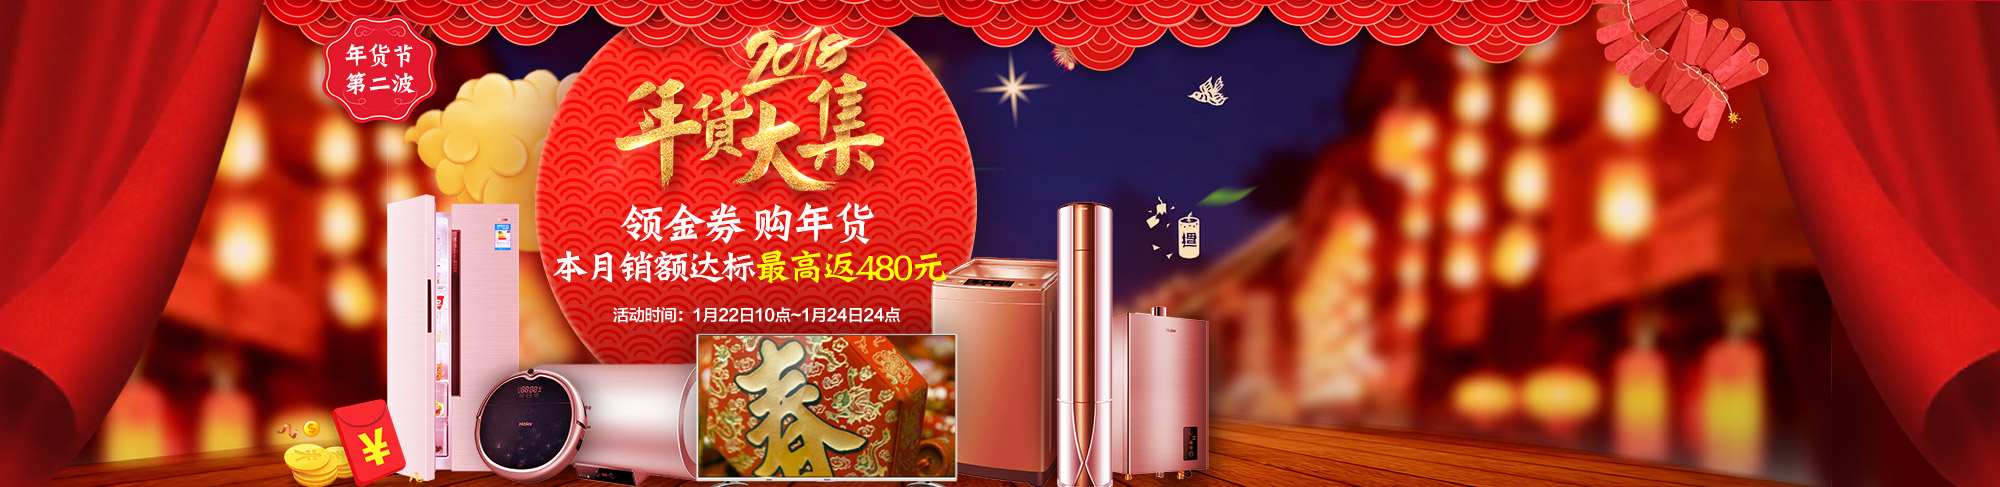 年货节
第二波
2018
年货大集
领金券 购年货
本月销额达标最高返480元
活动时间：1月22日10点~1月24日24点
春
Haier
Haier